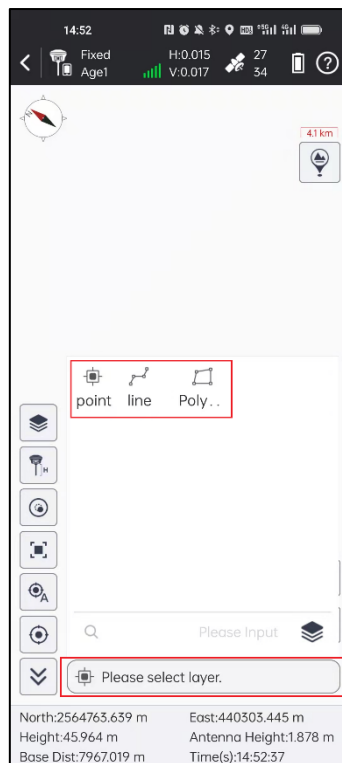 14:52
Fixed H:0.015 27
Age1 V:0.017 34
4.1 km
point line Poly..
Please Input
Please select layer.
North:2564763.639 m East:440303.445 m
Height:45.964 m Antenna Height:1.878 m
Base Dist:7967.019 m Time(s):14:52:37